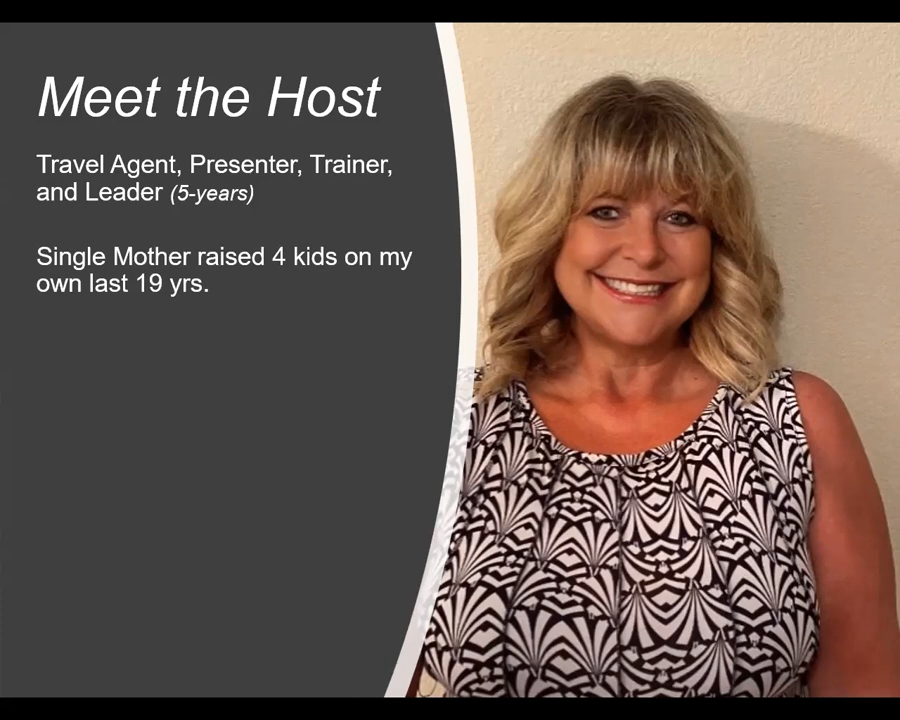 Meet the Host
Travel Agent, Presenter, Trainer,
and Leader (5-years)
Single Mother raised 4 kids on my
own last 19 yrs.